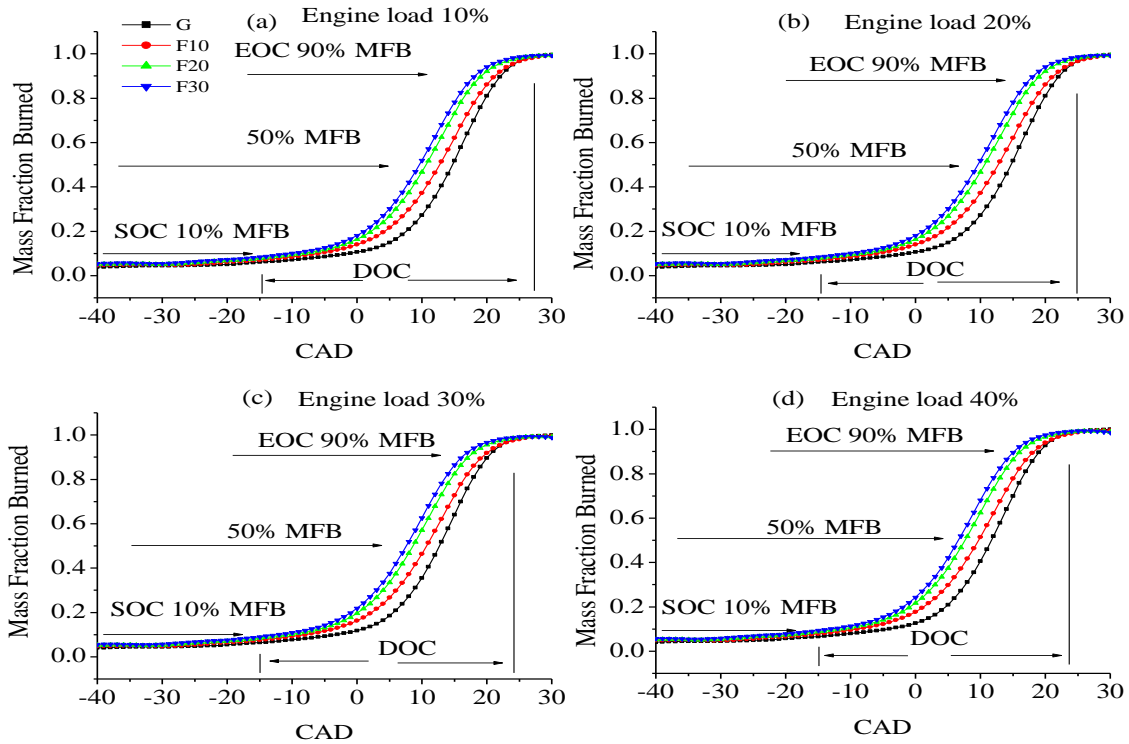 (a) Engine load 10%
G
F10
F20
F30
EOC 90% MFB
50% MFB
SOC 10% MFB
DOC
Mass Fraction Burned
1.0
0.8
0.6
0.4
0.2
0.0
-40 -30 -20 -10 0 10 20 30
CAD
(b) Engine load 20%
EOC 90% MFB
50% MFB
SOC 10% MFB
DOC
Mass Fraction Burned
1.0
0.8
0.6
0.4
0.2
0.0
-40 -30 -20 -10 0 10 20 30
CAD
(c) Engine load 30%
EOC 90% MFB
50% MFB
SOC 10% MFB
DOC
Mass Fraction Burned
1.0
0.8
0.6
0.4
0.2
0.0
-40 -30 -20 -10 0 10 20 30
CAD
(d) Engine load 40%
EOC 90% MFB
50% MFB
SOC 10% MFB
DOC
Mass Fraction Burned
1.0
0.8
0.6
0.4
0.2
0.0
-40 -30 -20 -10 0 10 20 30
CAD